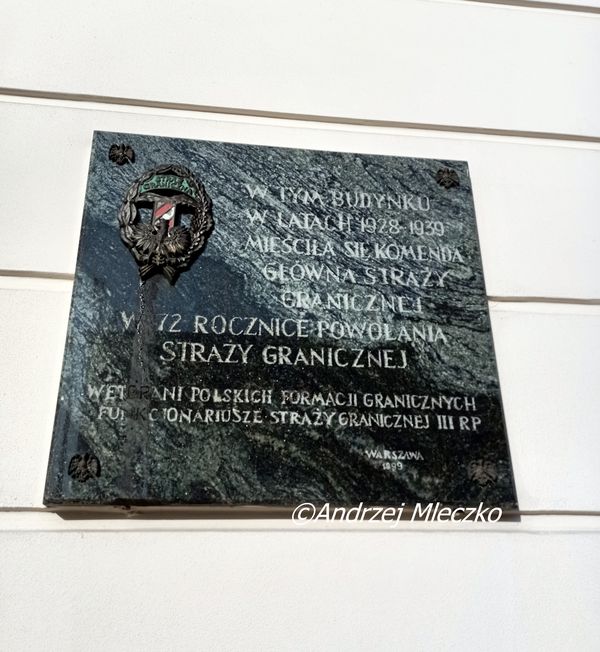 W TYM BUDYNKU
W LATACH 1928-1939
MIEŚCIŁA SIĘ KOMENDA
GŁÓWNA STRAŻY
GRANICZNEJ
W 72 ROCZNICĘ POWOŁANIA
STRAŻY GRANICZNEJ
WETERANI POLSKICH FORMACJI GRANICZNYCH
FUNKCJONARIUSZE STRAŻY GRANICZNEJ III RP
WARSZAWA
©Andrzej Mleczko